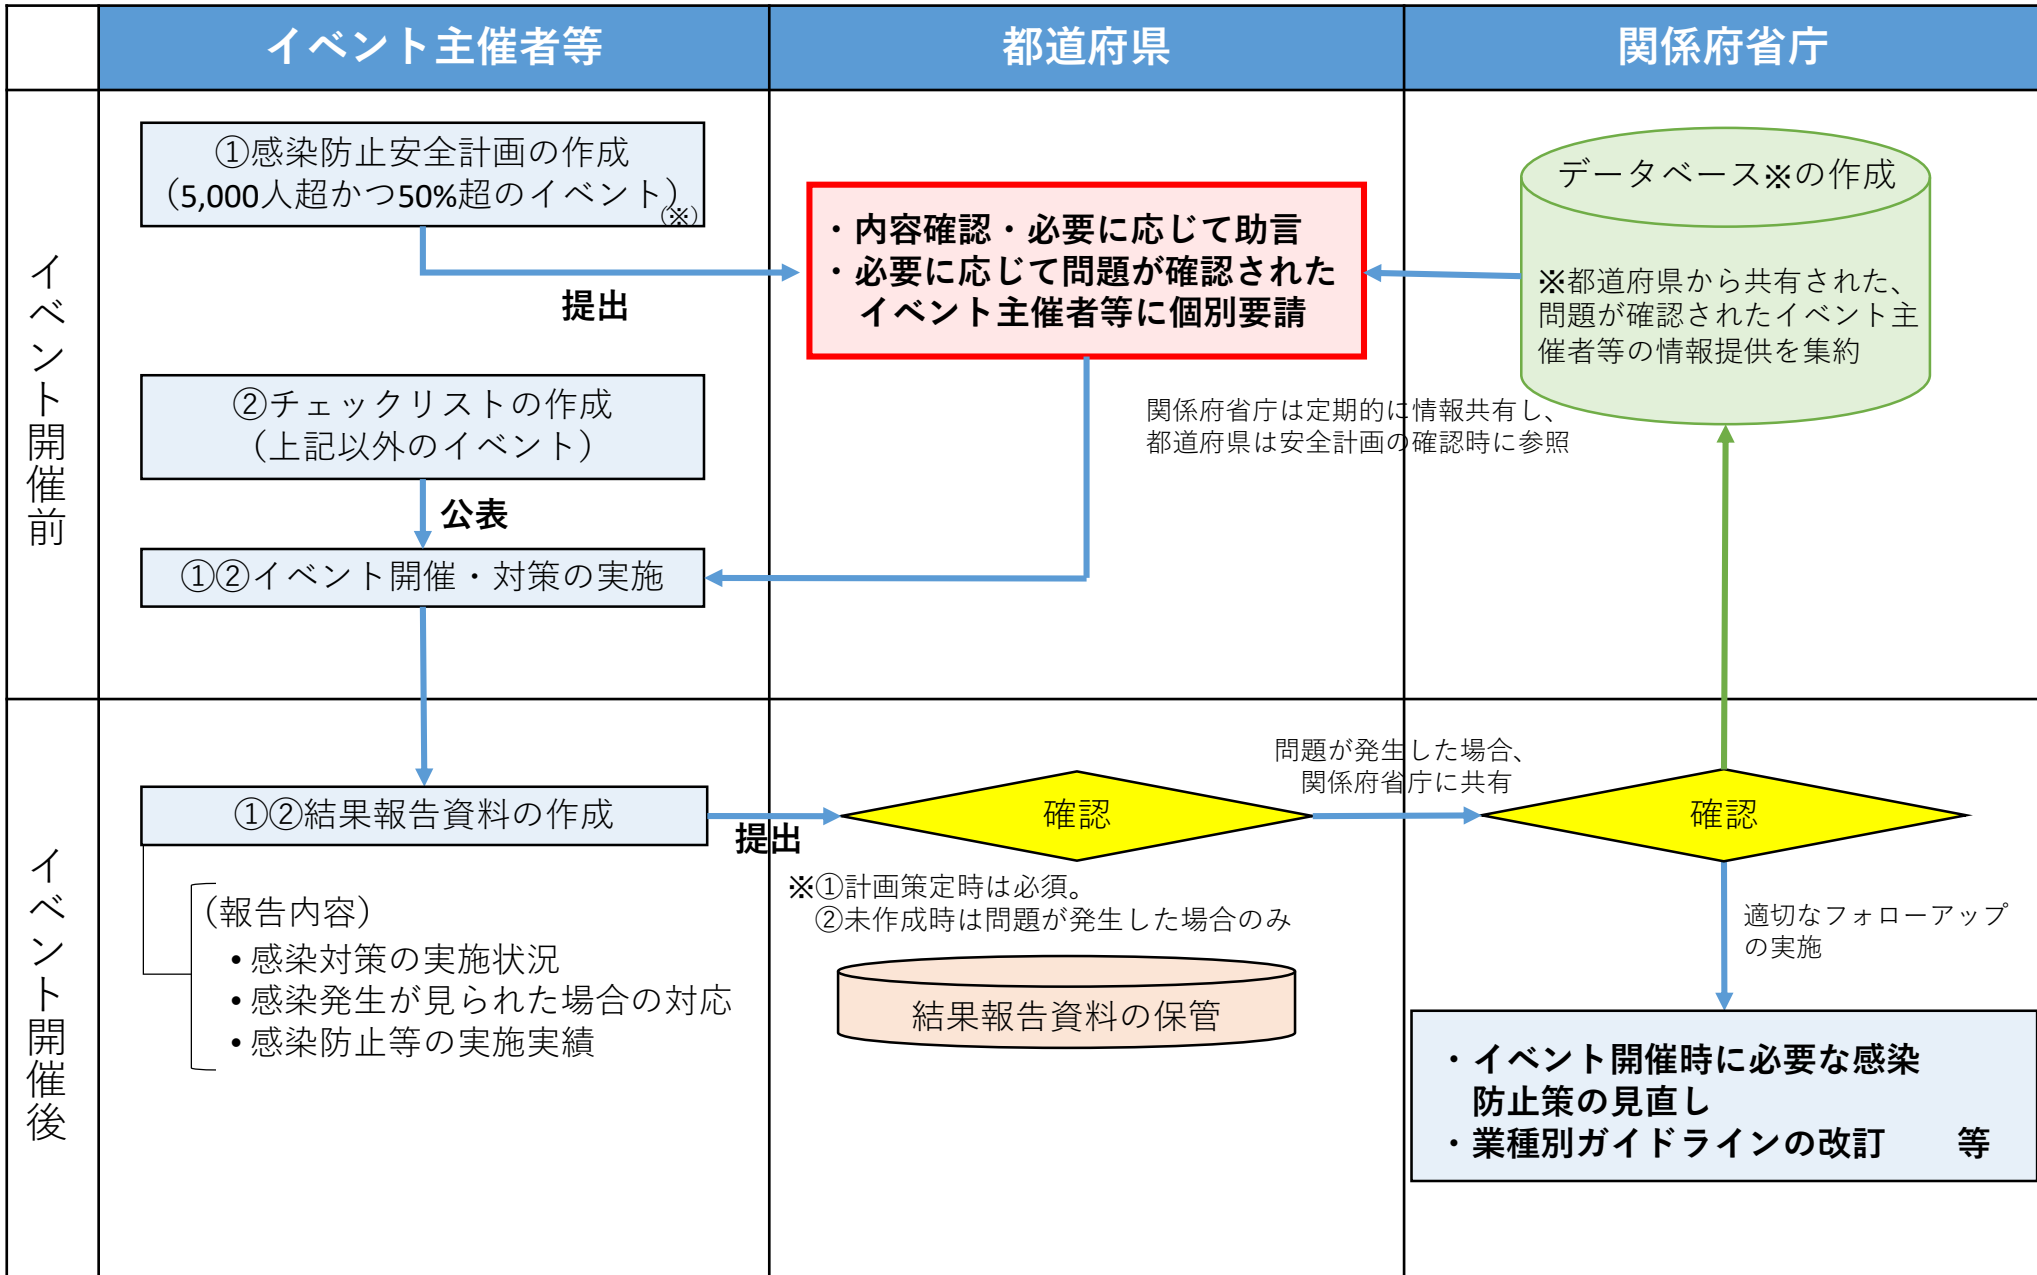 イベント主催者等
都道府県
関係府省庁
イベント開催前
①感染防止安全計画の作成
（5,000人超かつ50%超のイベント）
(※)
提出
②チェックリストの作成
（上記以外のイベント）
公表
①②イベント開催・対策の実施
・内容確認・必要に応じて助言
・必要に応じて問題が確認された
イベント主催者等に個別要請
データベース※の作成
※都道府県から共有された、
問題が確認されたイベント主
催者等の情報提供を集約
関係府省庁は定期的に情報共有し、
都道府県は安全計画の確認時に参照
イベント開催後
①②結果報告資料の作成
提出
（報告内容）
• 感染対策の実施状況
• 感染発生が見られた場合の対応
• 感染防止等の実施実績
確認
※①計画策定時は必須。
②未作成時は問題が発生した場合のみ
結果報告資料の保管
問題が発生した場合、
関係府省庁に共有
確認
適切なフォローアップ
の実施
・イベント開催時に必要な感染
防止策の見直し
・業種別ガイドラインの改訂　　等